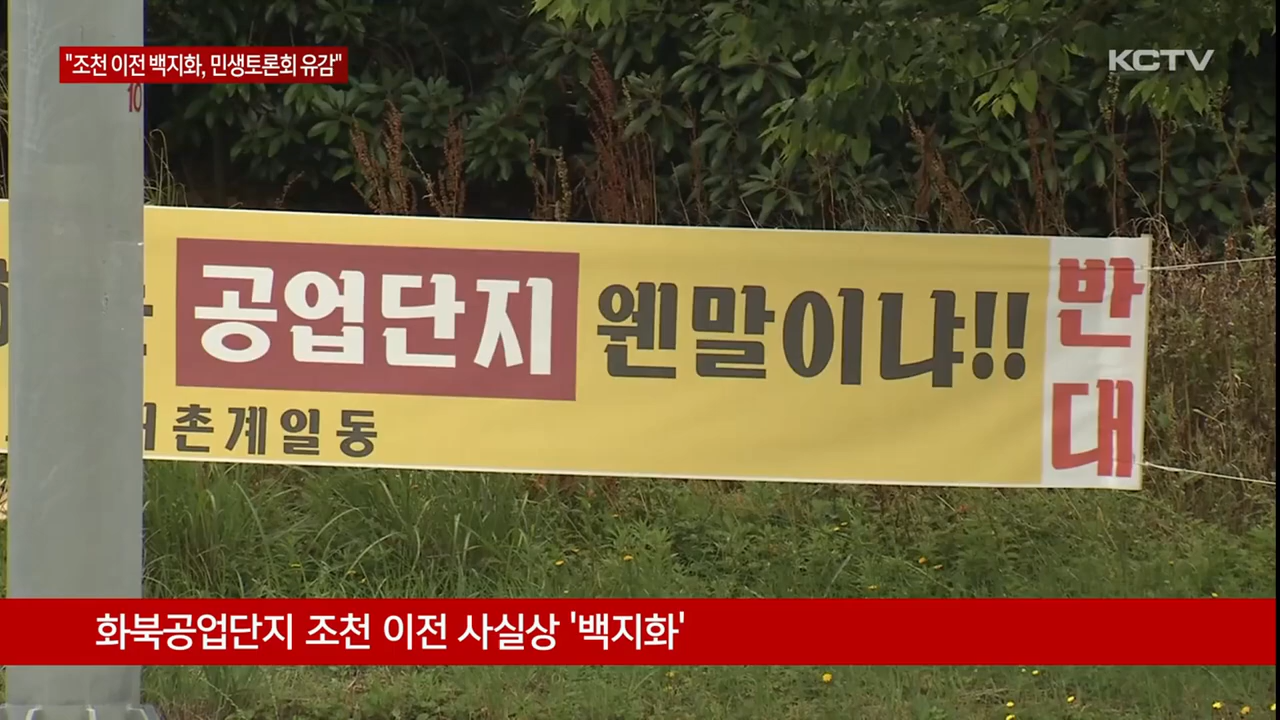 "조천 이전 백지화, 민생토론회 유감"
KCTV
10
공업단지 웬말이냐!!
반대
촌계일동
화북공업단지 조천 이전 사실상 '백지화'